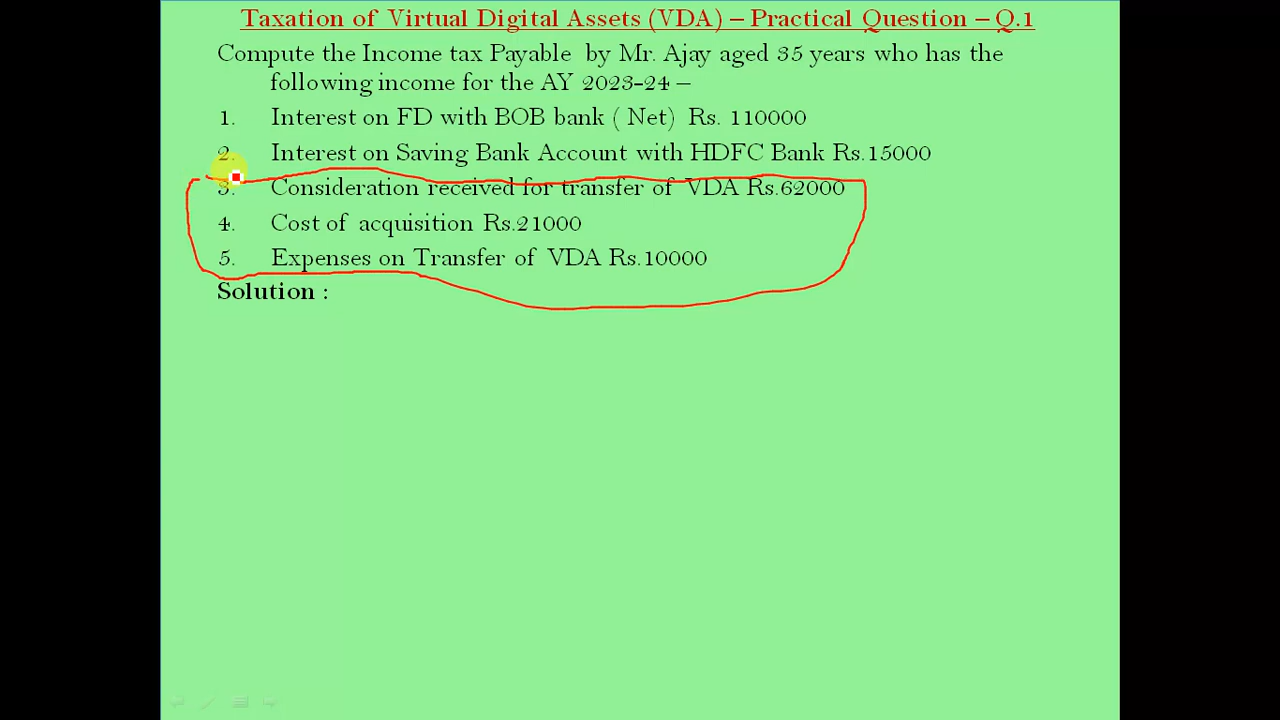 Taxation of Virtual Digital Assets (VDA) – Practical Question – Q.1
Compute the Income tax Payable by Mr. Ajay aged 35 years who has the
following income for the AY 2023-24 –
1. Interest on FD with BOB bank ( Net) Rs. 110000
2. Interest on Saving Bank Account with HDFC Bank Rs.15000
3. Consideration received for transfer of VDA Rs.62000
4. Cost of acquisition Rs.21000
5. Expenses on Transfer of VDA Rs.10000
Solution :